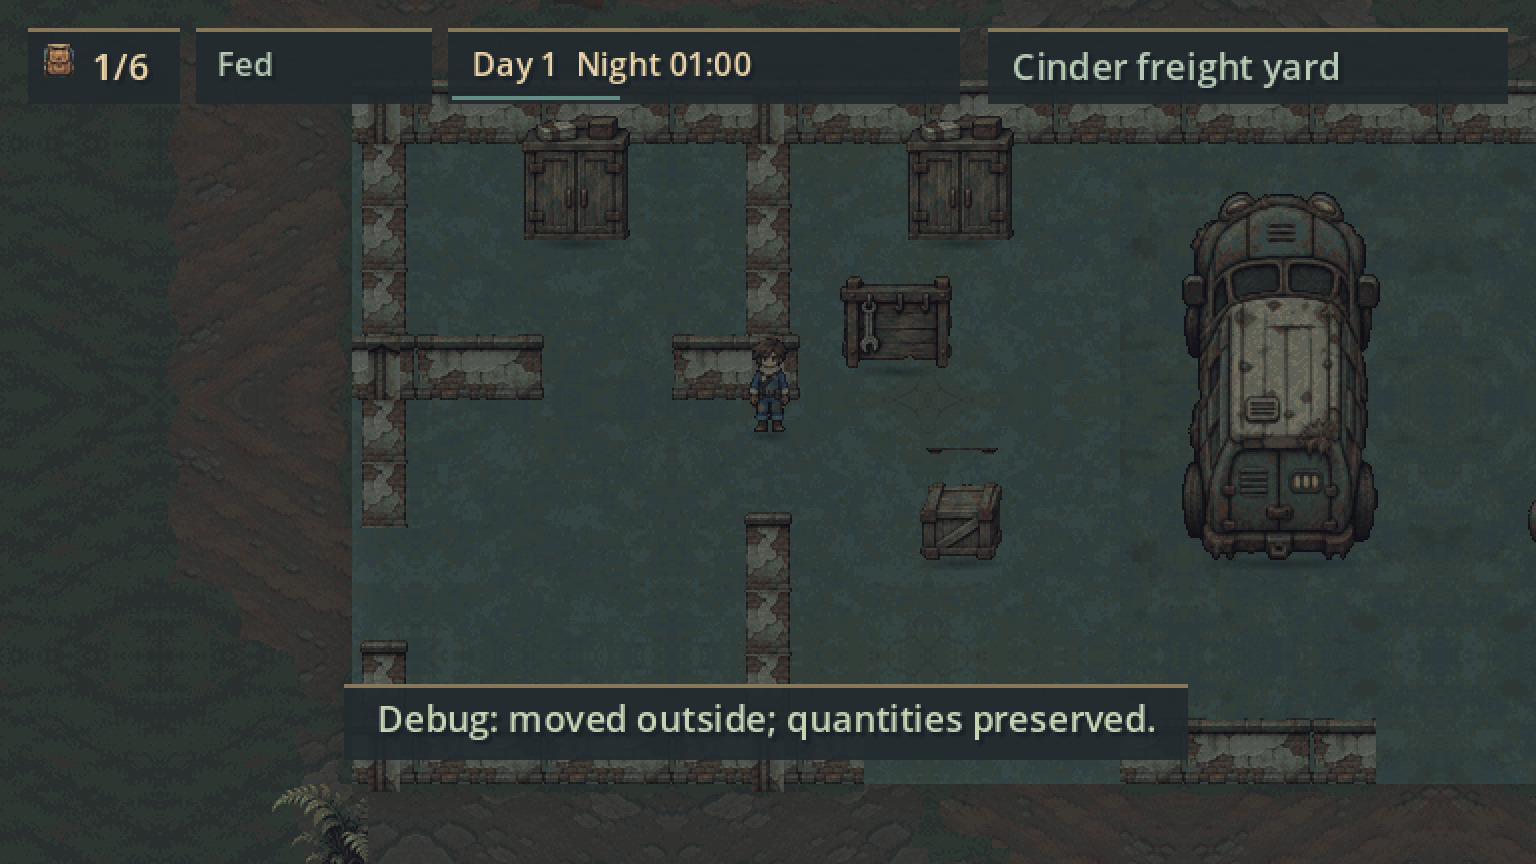 1/6
Fed
Day 1 Night 01:00
Cinder freight yard
Debug: moved outside; quantities preserved.